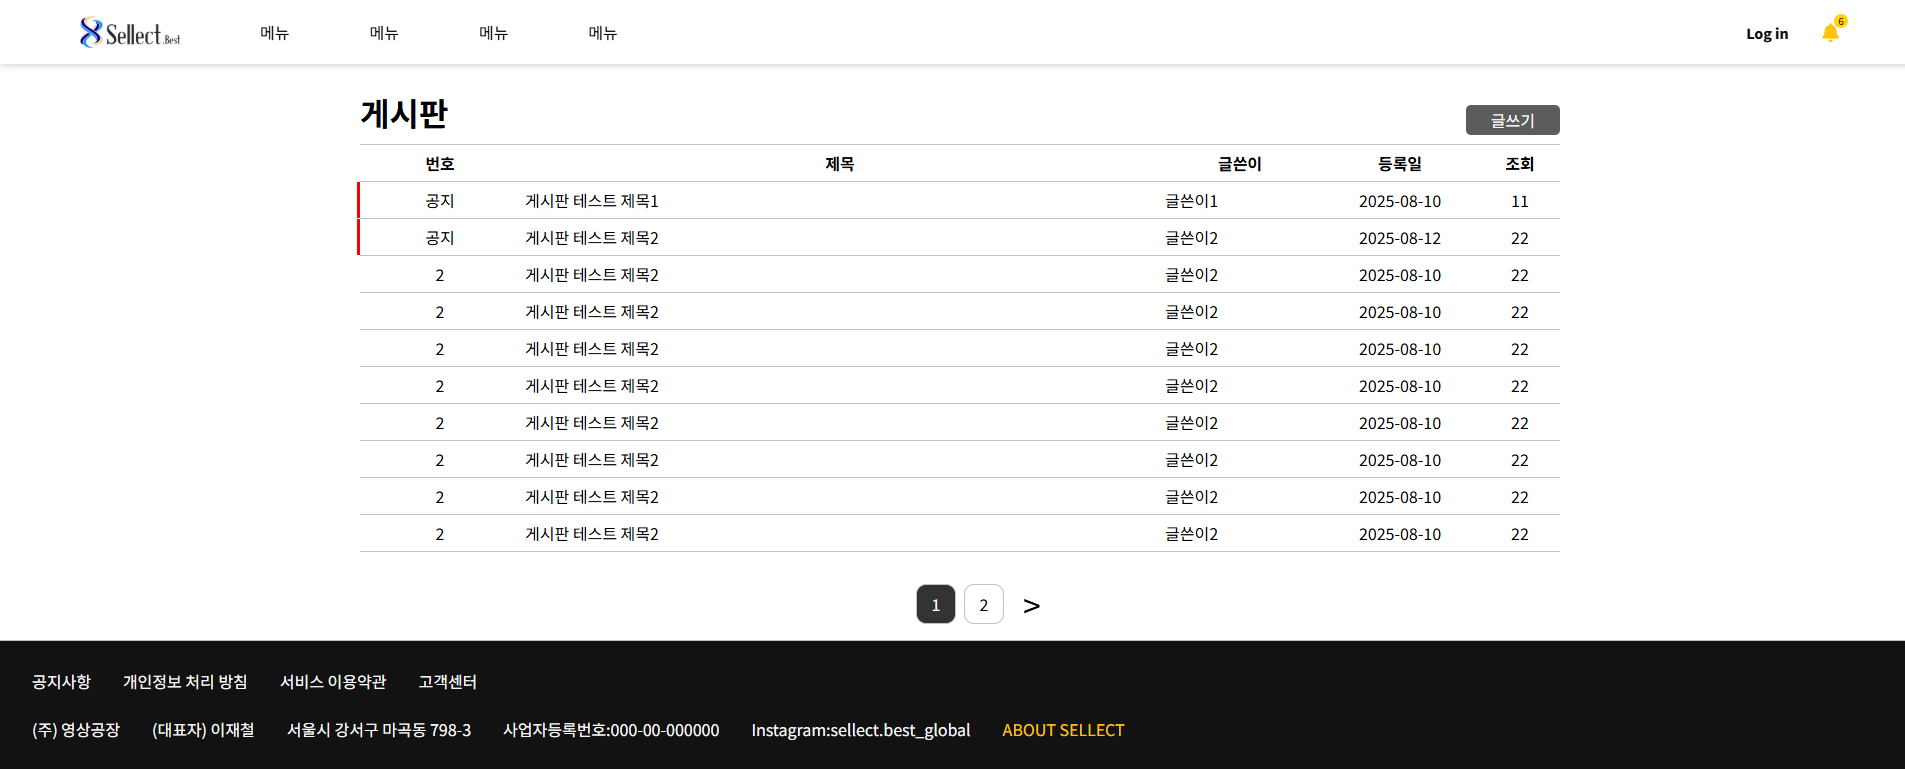 Sellect.Best 메뉴 메뉴 메뉴 메뉴 Log in 6
게시판 글쓰기
번호 제목 글쓴이 등록일 조회
공지 게시판 테스트 제목1 글쓴이1 2025-08-10 11
공지 게시판 테스트 제목2 글쓴이2 2025-08-12 22
2 게시판 테스트 제목2 글쓴이2 2025-08-10 22
2 게시판 테스트 제목2 글쓴이2 2025-08-10 22
2 게시판 테스트 제목2 글쓴이2 2025-08-10 22
2 게시판 테스트 제목2 글쓴이2 2025-08-10 22
2 게시판 테스트 제목2 글쓴이2 2025-08-10 22
2 게시판 테스트 제목2 글쓴이2 2025-08-10 22
2 게시판 테스트 제목2 글쓴이2 2025-08-10 22
2 게시판 테스트 제목2 글쓴이2 2025-08-10 22
1 2 >
공지사항 개인정보 처리 방침 서비스 이용약관 고객센터
(주) 영상공장 (대표자) 이재철 서울시 강서구 마곡동 798-3 사업자등록번호:000-00-000000 Instagram:sellect.best_global ABOUT SELLECT